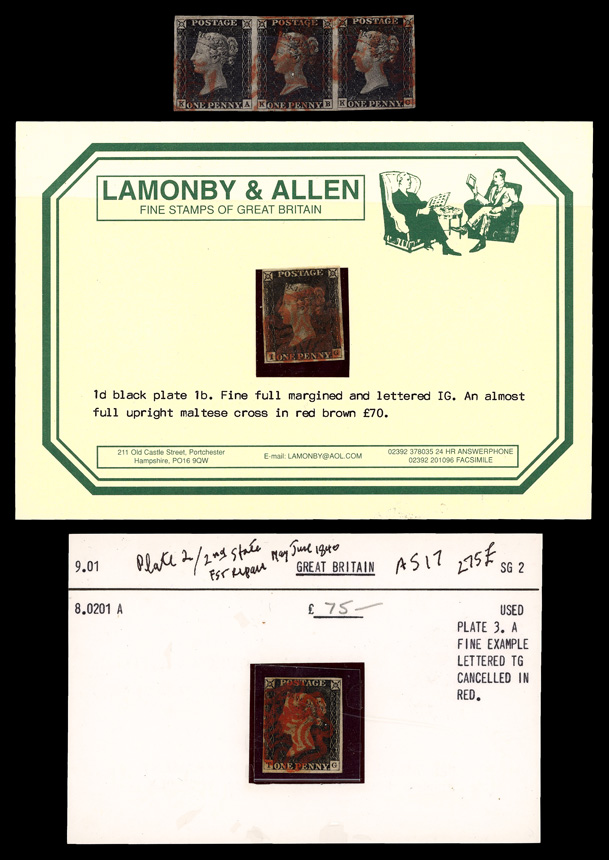 POSTAGE POSTAGE POSTAGE
K ONE PENNY A K ONE PENNY B K ONE PENNY C
LAMONBY & ALLEN
FINE STAMPS OF GREAT BRITAIN
POSTAGE
I ONE PENNY G
1d black plate 1b. Fine full margined and lettered IG. An almost
full upright maltese cross in red brown £70.
211 Old Castle Street, Portchester
Hampshire, PO16 9QW
E-mail: LAMONBY@AOL.COM
02392 378035 24 HR ANSWERPHONE
02392 201096 FACSIMILE
9.01 Plate 2/2nd State May June 1840 GREAT BRITAIN AS17 275£ SG 2
Repair
8.0201 A £ 75— USED
PLATE 3. A
FINE EXAMPLE
LETTERED TG
CANCELLED IN
RED.
POSTAGE
T ONE PENNY G